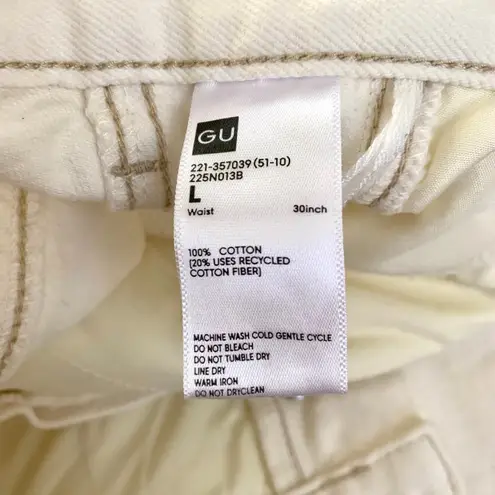 GU
221-357039 (51-10)
225N013B
L
Waist 30inch
100% COTTON
[20% USES RECYCLED
COTTON FIBER]
MACHINE WASH COLD GENTLE CYCLE
DO NOT BLEACH
DO NOT TUMBLE DRY
LINE DRY
WARM IRON
DO NOT DRYCLEAN